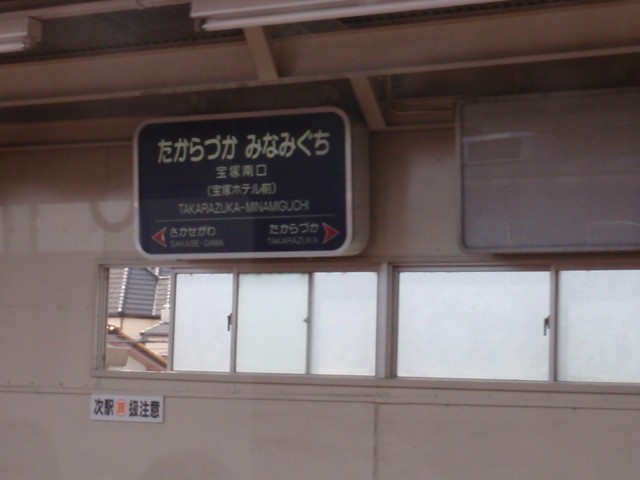 たからづか みなみぐち
宝塚南口
（宝塚ホテル前）
TAKARAZUKA-MINAMIGUCHI
さかせがわ たからづか
SAKASE-GAWA TAKARAZUKA
次駅 扱注意